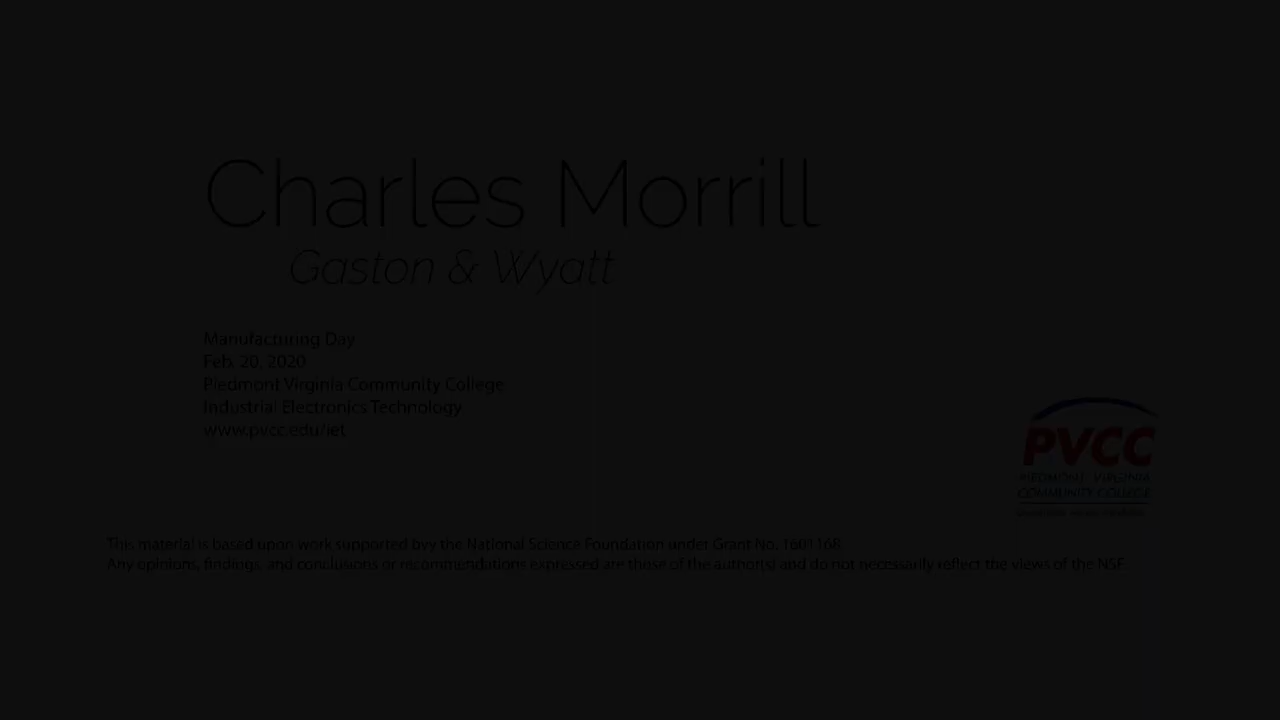 Charles Morrill
Gaston & Wyatt
Manufacturing Day
Feb. 20, 2020
Piedmont Virginia Community College
Industrial Electronics Technology
www.pvcc.edu/iet
PVCC
PIEDMONT VIRGINIA
COMMUNITY COLLEGE
This material is based upon work supported byy the National Science Foundation under Grant No. 1601168.
Any opinions, findings, and conclusions or recommendations expressed are those of the author(s) and do not necessarily reflect the views of the NSF.